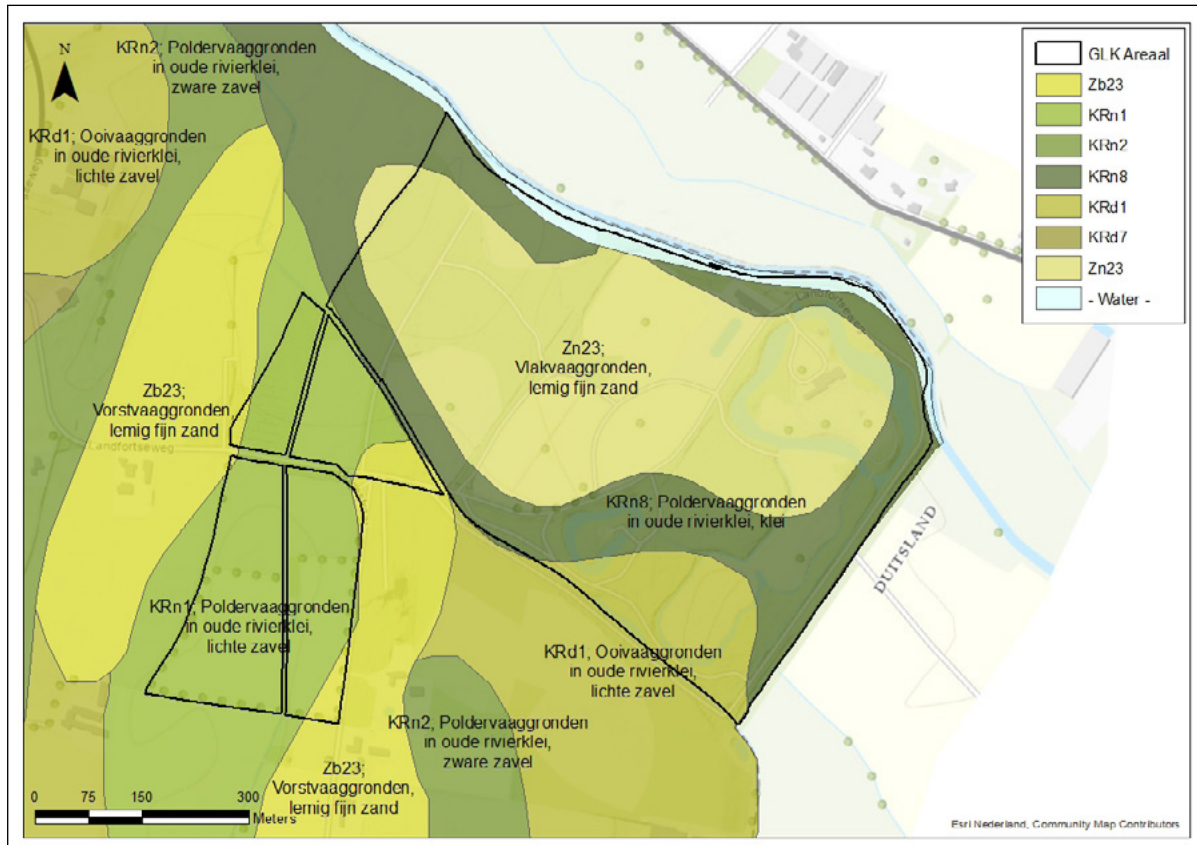 N
KRn2; Poldervaaggronden
in oude rivierklei,
zware zavel
KRd1; Ooivaaggronden
in oude rivierklei,
lichte zavel
GLK Areaal
Zb23
KRn1
KRn2
KRn8
KRd1
KRd7
Zn23
- Water -
Zn23;
Vlakvaaggronden,
lemig fijn zand
Zb23;
Vorstvaaggronden,
lemig fijn zand
Landfortseweg
Landfortseweg
KRn8; Poldervaaggronden
in oude rivierklei, klei
DUITSLAND
KRn1, Poldervaaggronden
in oude rivierklei,
lichte zavel
KRd1, Ooivaaggronden
in oude rivierklei,
lichte zavel
KRn2, Poldervaaggronden
in oude rivierklei,
zware zavel
Zb23;
Vorstvaaggronden,
lemig fijn zand
0 75 150 300
Meters
Esri Nederland, Community Map Contributors